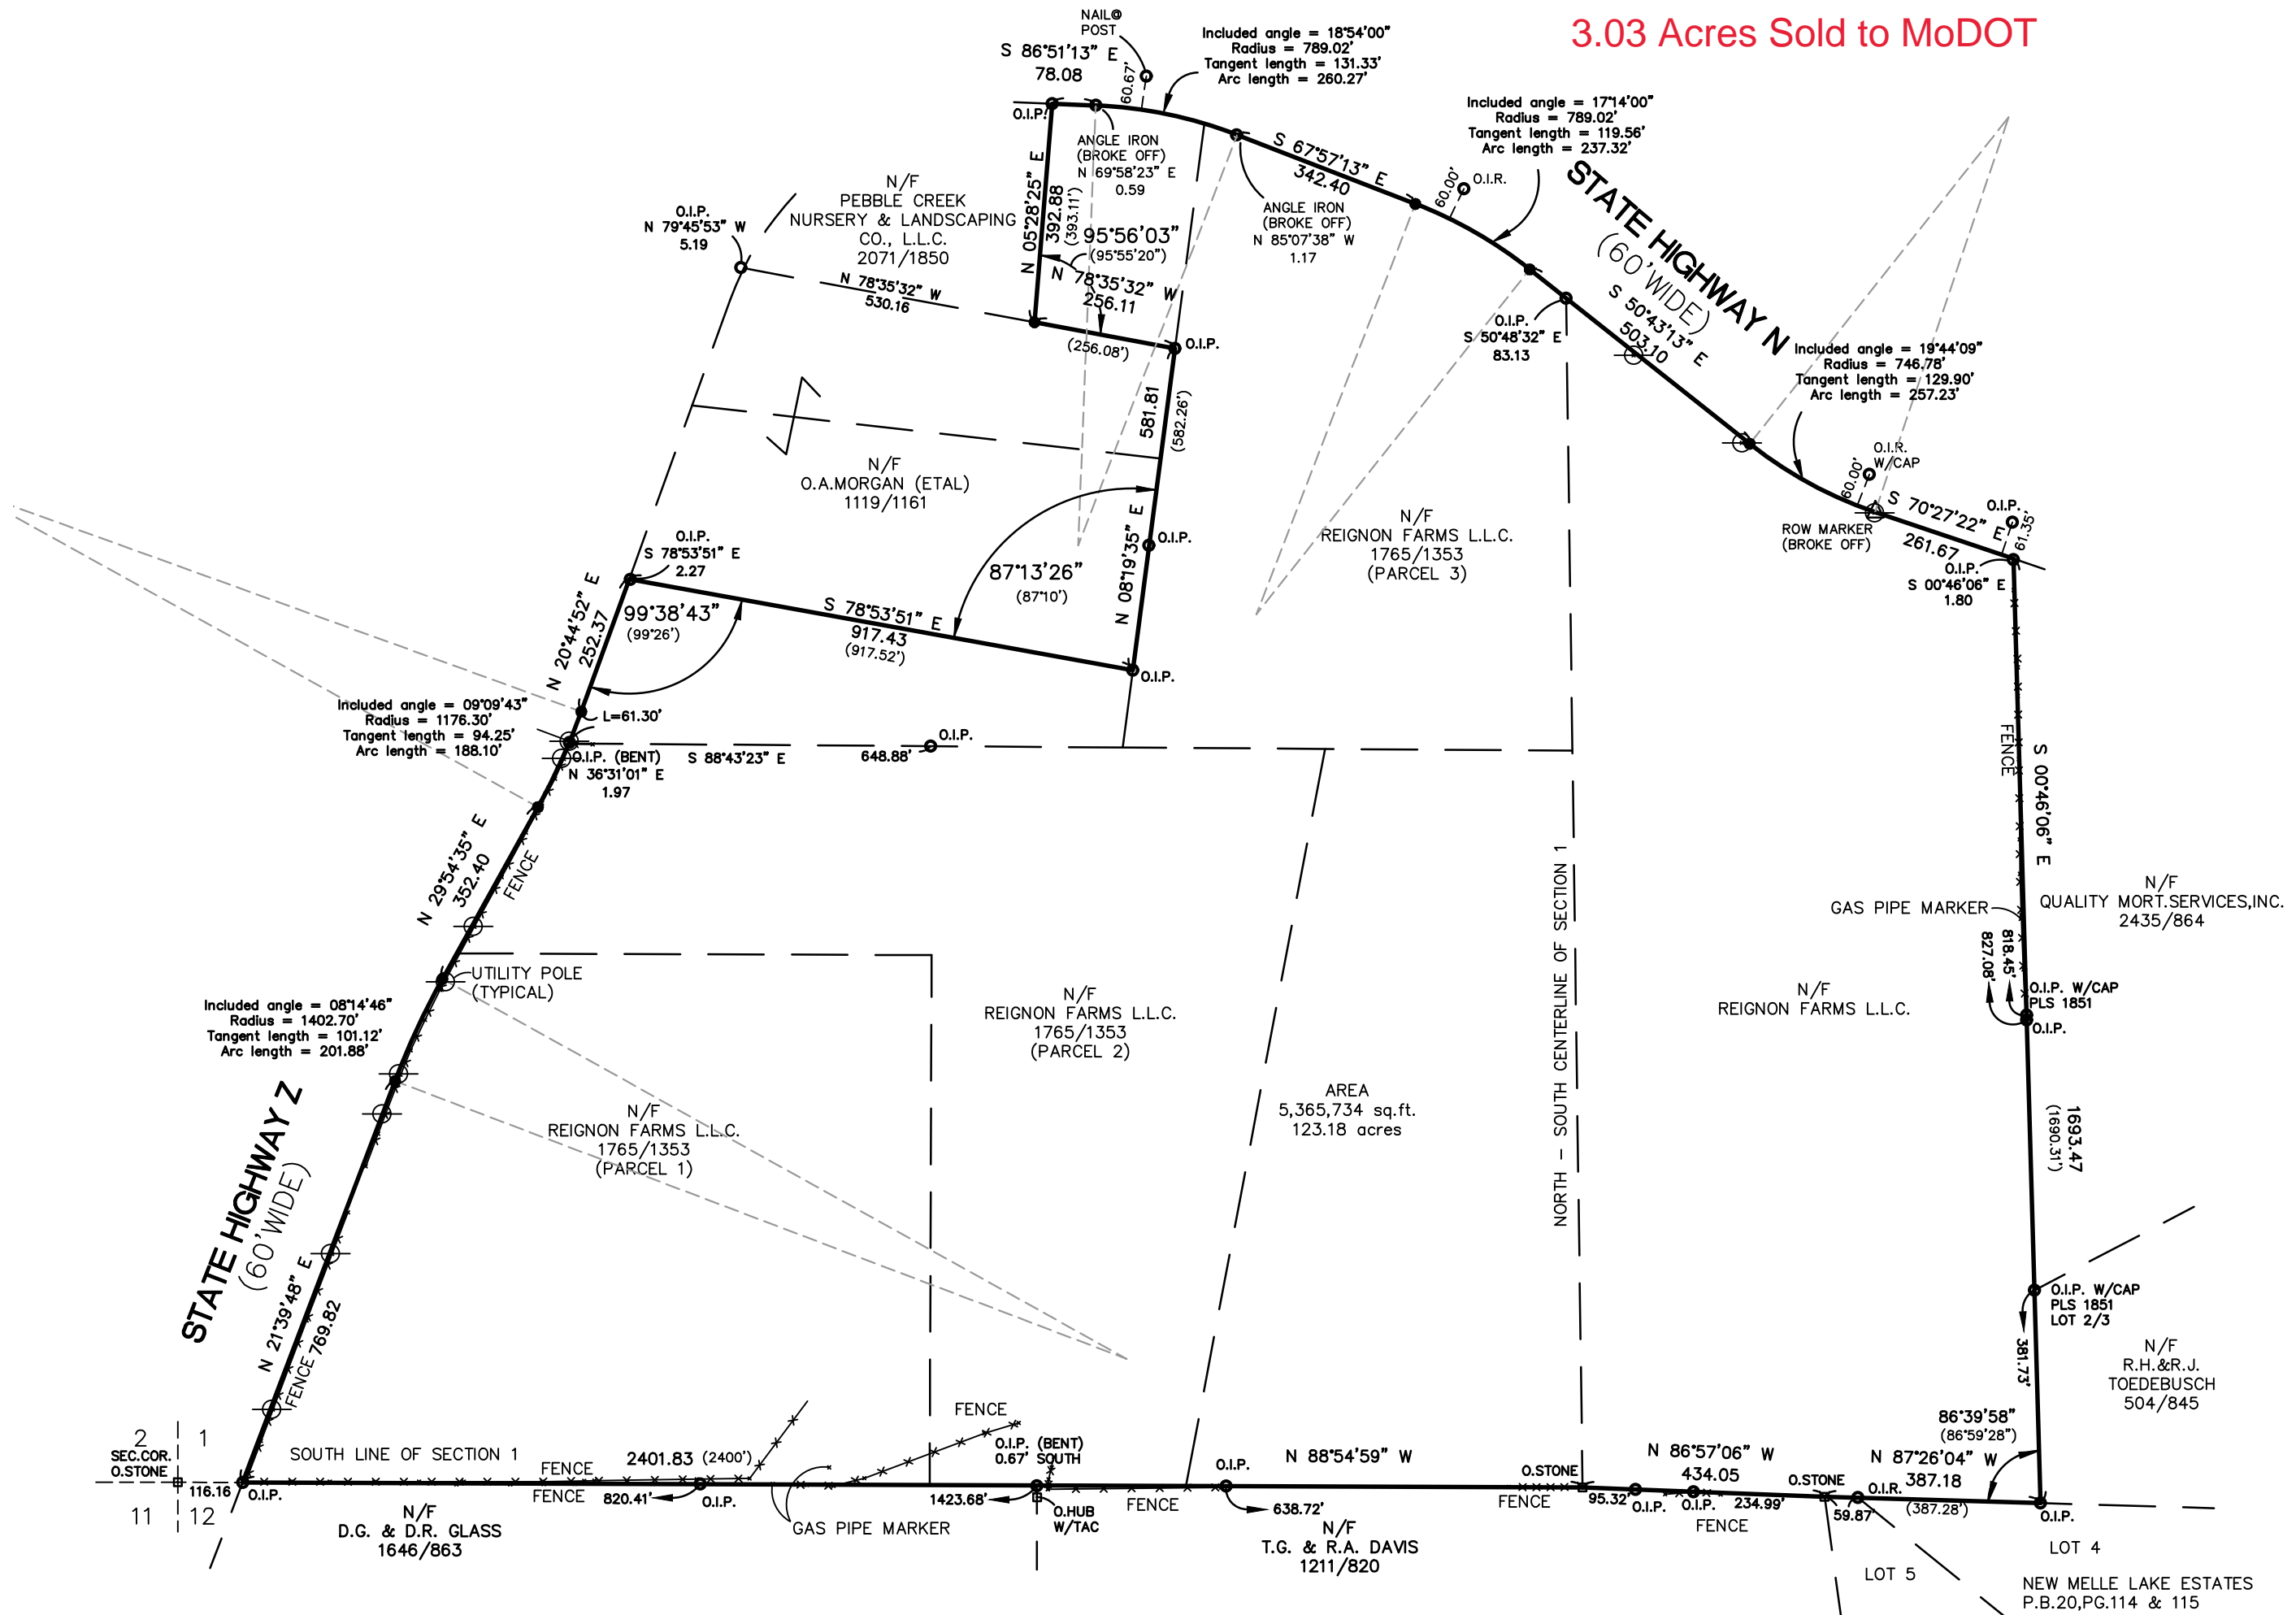 3.03 Acres Sold to MoDOT
NAIL@
POST
S 86°51'13" E
78.08
60.67'
Included angle = 18°54'00"
Radius = 789.02'
Tangent length = 131.33'
Arc length = 260.27'
O.I.P.
ANGLE IRON
(BROKE OFF)
N 69°58'23" E
0.59
Included angle = 17°14'00"
Radius = 789.02'
Tangent length = 119.56'
Arc length = 237.32'
S 67°57'13" E
342.40
60.00'
O.I.R.
ANGLE IRON
(BROKE OFF)
N 85°07'38" W
1.17
STATE HIGHWAY N
(60'WIDE)
N/F
PEBBLE CREEK
NURSERY & LANDSCAPING
CO., L.L.C.
2071/1850
O.I.P.
N 79°45'53" W
5.19
N 05°28'25" E
392.88
(393.11')
95°56'03"
(95°55'20")
N 78°35'32" W
256.11
(256.08')
O.I.P.
N 78°35'32" W
530.16
O.I.P.
S 50°48'32" E
83.13
S 50°43'13" E
503.10
Included angle = 19°44'09"
Radius = 746.78'
Tangent length = 129.90'
Arc length = 257.23'
O.I.R.
W/CAP
60.00'
ROW MARKER
(BROKE OFF)
S 70°27'22" E
261.67
O.I.P.
61.35'
O.I.P.
S 00°46'06" E
1.80
581.81
(582.26')
N 08°19'35" E
O.I.P.
N/F
O.A.MORGAN (ETAL)
1119/1161
N/F
REIGNON FARMS L.L.C.
1765/1353
(PARCEL 3)
O.I.P.
S 78°53'51" E
2.27
87°13'26"
(87°10')
99°38'43"
(99°26')
S 78°53'51" E
917.43
(917.52')
O.I.P.
N 20°44'52" E
252.37
Included angle = 09°09'43"
Radius = 1176.30'
Tangent length = 94.25'
Arc length = 188.10'
L=61.30'
O.I.P. (BENT)
N 36°31'01" E
1.97
S 88°43'23" E
648.88'
O.I.P.
FENCE
S 00°46'06" E
N 29°54'35" E
352.40
FENCE
NORTH – SOUTH CENTERLINE OF SECTION 1
GAS PIPE MARKER
N/F
QUALITY MORT.SERVICES,INC.
2435/864
818.45'
827.08'
O.I.P. W/CAP
PLS 1851
O.I.P.
UTILITY POLE
(TYPICAL)
Included angle = 08°14'46"
Radius = 1402.70'
Tangent length = 101.12'
Arc length = 201.88'
N/F
REIGNON FARMS L.L.C.
1765/1353
(PARCEL 2)
N/F
REIGNON FARMS L.L.C.
AREA
5,365,734 sq.ft.
123.18 acres
N/F
REIGNON FARMS L.L.C.
1765/1353
(PARCEL 1)
1693.47
(1690.31')
STATE HIGHWAY Z
(60'WIDE)
N 21°39'48" E
769.82
FENCE
O.I.P. W/CAP
PLS 1851
LOT 2/3
381.73'
N/F
R.H.&R.J.
TOEDEBUSCH
504/845
86°39'58"
(86°59'28")
2
1
SEC.COR.
O.STONE
11
12
116.16
O.I.P.
SOUTH LINE OF SECTION 1
FENCE
FENCE
2401.83 (2400')
820.41'
O.I.P.
FENCE
O.I.P. (BENT)
0.67' SOUTH
1423.68'
O.HUB
W/TAC
GAS PIPE MARKER
FENCE
O.I.P.
638.72'
N 88°54'59" W
O.STONE
FENCE
N 86°57'06" W
434.05
95.32'
O.I.P.
O.I.P.
234.99'
FENCE
O.STONE
59.87'
O.I.R.
N 87°26'04" W
387.18
(387.28')
O.I.P.
N/F
D.G. & D.R. GLASS
1646/863
N/F
T.G. & R.A. DAVIS
1211/820
LOT 4
LOT 5
NEW MELLE LAKE ESTATES
P.B.20,PG.114 & 115